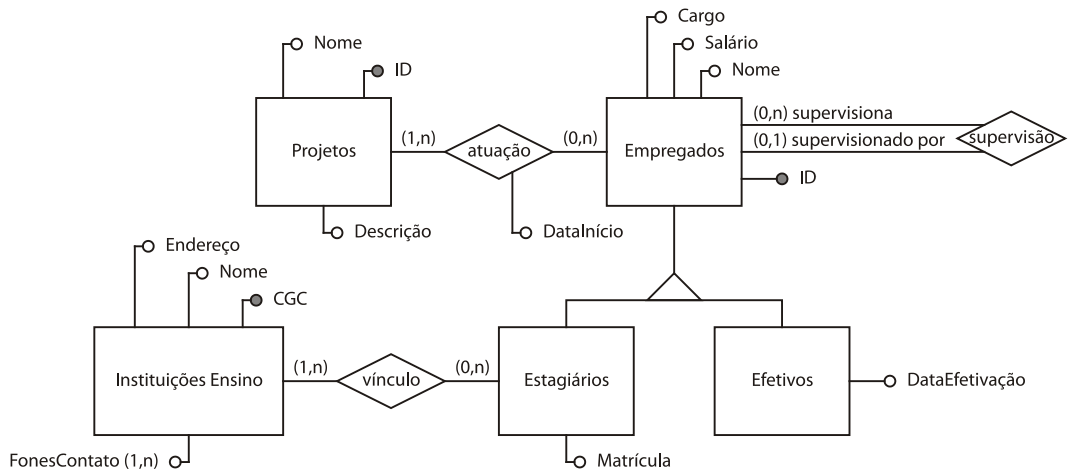 Cargo
Nome
Salário
ID
Nome
(0,n) supervisiona
Projetos
(1,n)
atuação
(0,n)
Empregados
(0,1) supervisionado por
supervisão
ID
Descrição
DataInício
Endereço
Nome
CGC
Instituições Ensino
(1,n)
vínculo
(0,n)
Estagiários
Efetivos
DataEfetivação
FonesContato (1,n)
Matrícula